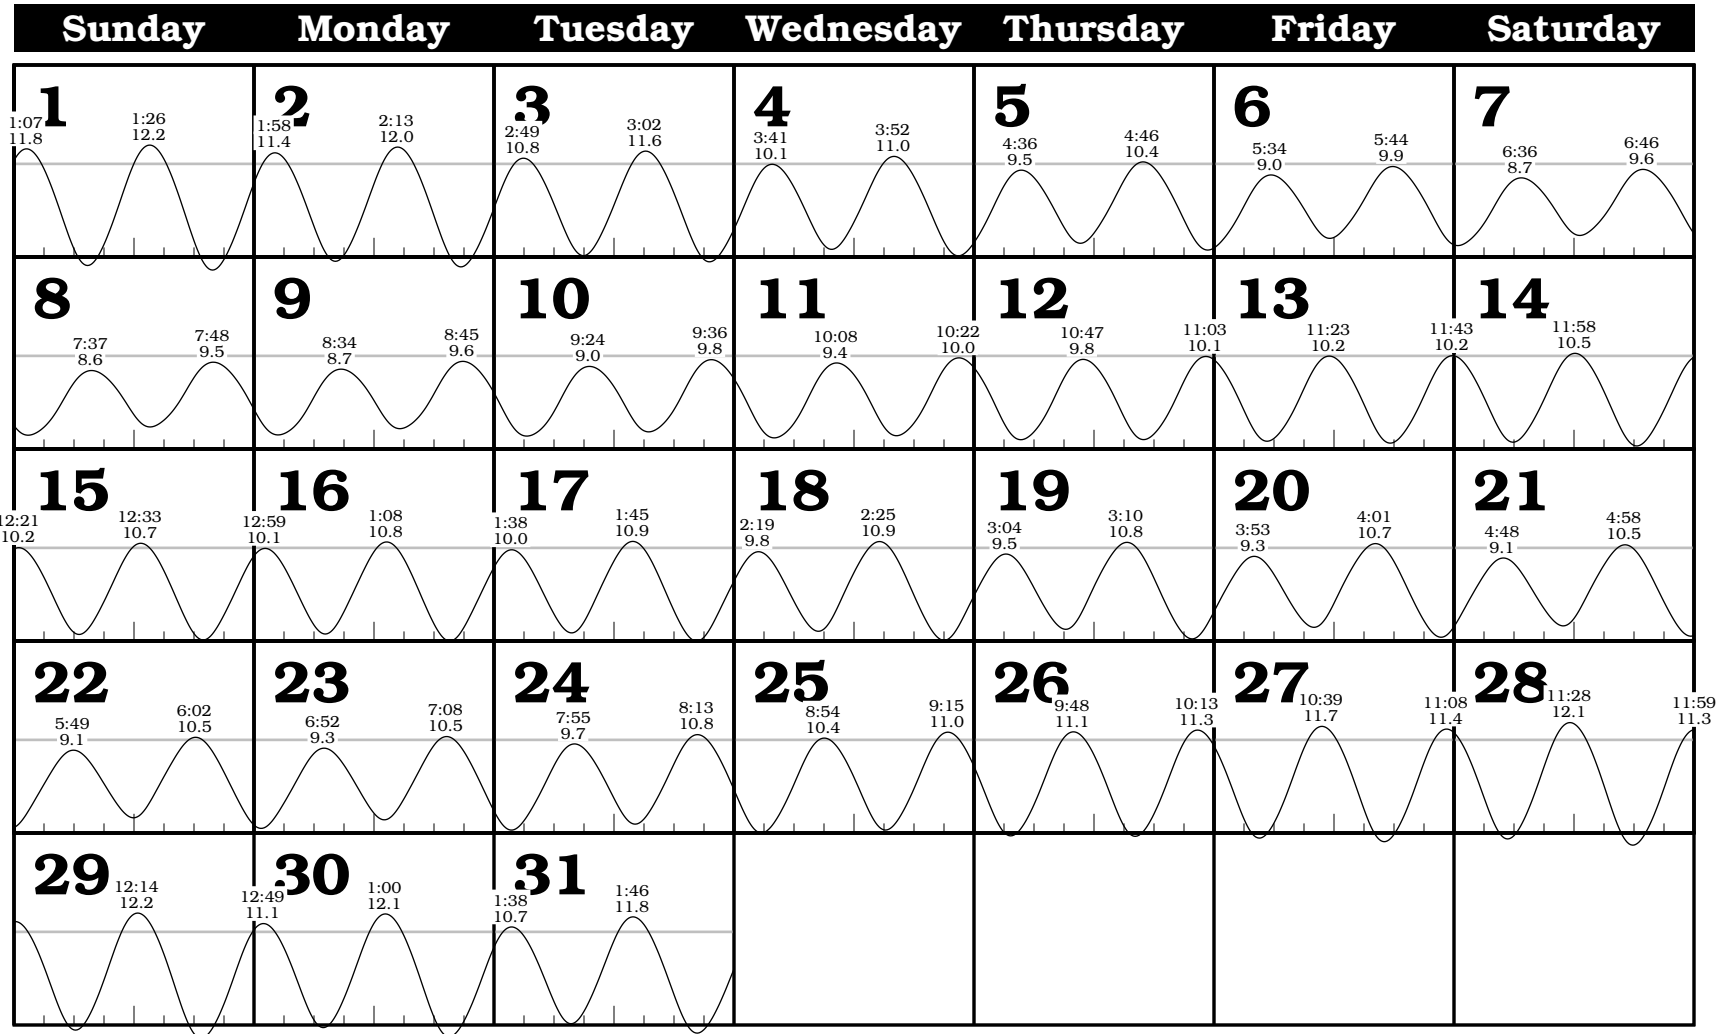 Sunday Monday Tuesday Wednesday Thursday Friday Saturday
1 2 3 4 5 6 7
1:07 1:26 1:58 2:13 2:49 3:02 3:41 3:52 4:36 4:46 5:34 5:44 6:36 6:46
11.8 12.2 11.4 12.0 10.8 11.6 10.1 11.0 9.5 10.4 9.0 9.9 8.7 9.6
8 9 10 11 12 13 14
7:37 7:48 8:34 8:45 9:24 9:36 10:08 10:22 10:47 11:03 11:23 11:43 11:58
8.6 9.5 8.7 9.6 9.0 9.8 9.4 10.0 9.8 10.1 10.2 10.2 10.5
15 16 17 18 19 20 21
12:21 12:33 12:59 1:08 1:38 1:45 2:19 2:25 3:04 3:10 3:53 4:01 4:48 4:58
10.2 10.7 10.1 10.8 10.0 10.9 9.8 10.9 9.5 10.8 9.3 10.7 9.1 10.5
22 23 24 25 26 27 28
5:49 6:02 6:52 7:08 7:55 8:13 8:54 9:15 9:48 10:13 10:39 11:08 11:28 11:59
9.1 10.5 9.3 10.5 9.7 10.8 10.4 11.0 11.1 11.3 11.7 11.4 12.1 11.3
29 30 31
12:14 12:49 1:00 1:38 1:46
12.2 11.1 12.1 10.7 11.8